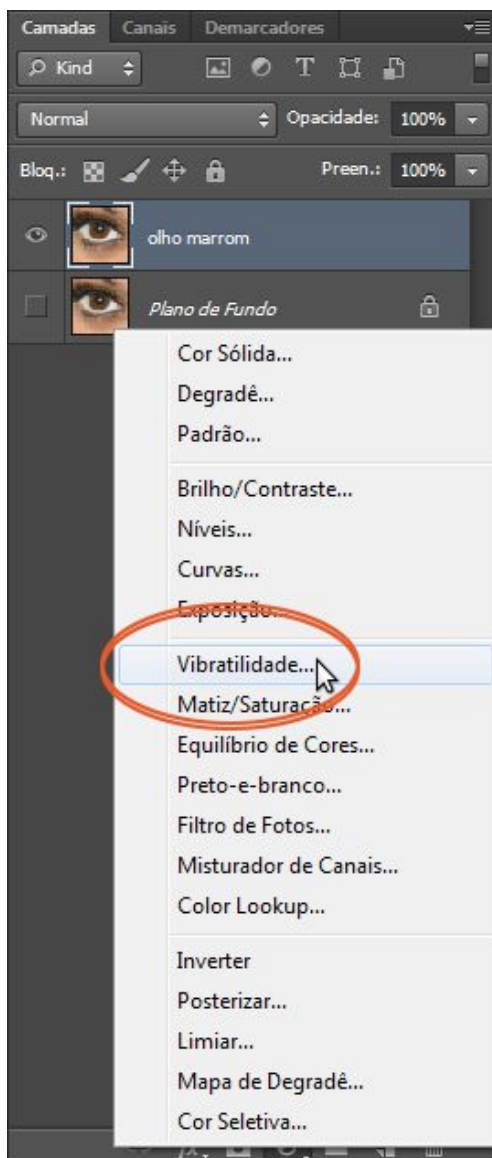 Camadas Canais Demarcadores
Kind T
Normal Opacidade: 100%
Bloq.: Preen.: 100%
olho marrom
Plano de Fundo
Cor Sólida...
Degradê...
Padrão...
Brilho/Contraste...
Níveis...
Curvas...
Exposição...
Vibratilidade...
Matiz/Saturação...
Equilíbrio de Cores...
Preto-e-branco...
Filtro de Fotos...
Misturador de Canais...
Color Lookup...
Inverter
Posterizar...
Limiar...
Mapa de Degradê...
Cor Seletiva...
fx